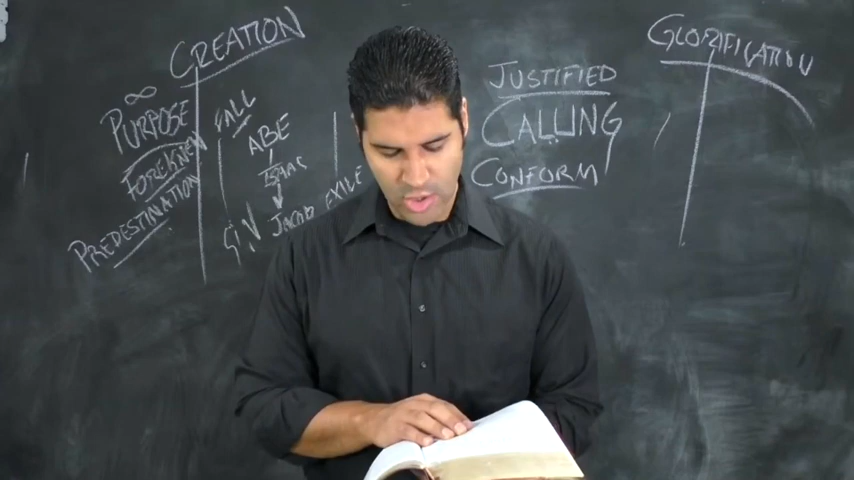 CREATION
∞
PURPOSE
FOREKNEW
PREDESTINATION
FALL
ABE
ISAAC
JACOB EXILE
JUSTIFIED
CALLING
CONFORM
GLORIFICATION